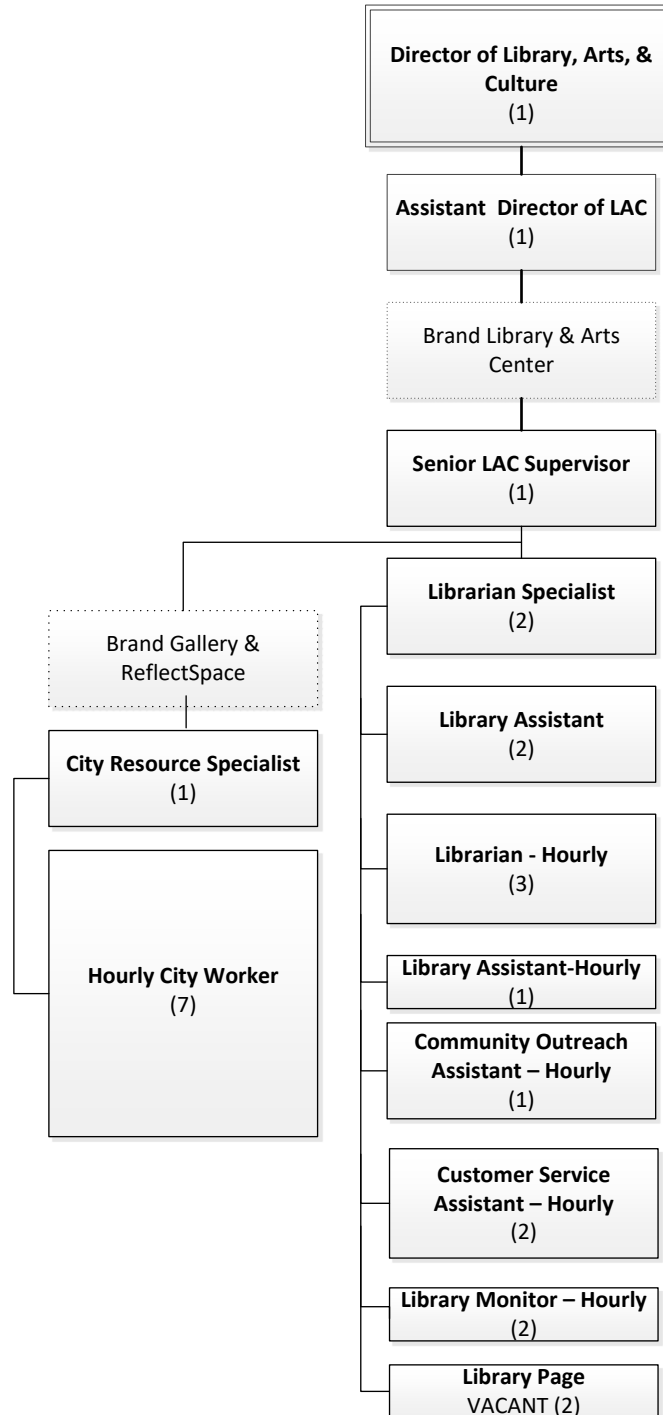 Director of Library, Arts, &
Culture
(1)
Assistant  Director of LAC
(1)
Brand Library & Arts
Center
Senior LAC Supervisor
(1)
Brand Gallery &
ReflectSpace
City Resource Specialist
(1)
Hourly City Worker
(7)
Librarian Specialist
(2)
Library Assistant
(2)
Librarian - Hourly
(3)
Library Assistant-Hourly
(1)
Community Outreach
Assistant – Hourly
(1)
Customer Service
Assistant – Hourly
(2)
Library Monitor – Hourly
(2)
Library Page
VACANT (2)